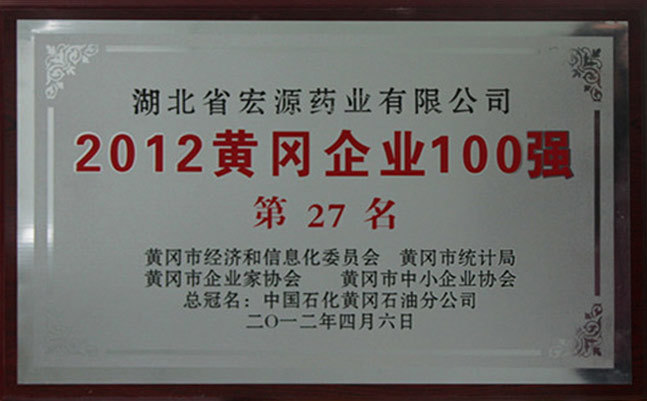 湖北省宏源药业有限公司
2012黄冈企业100强
第 27 名
黄冈市经济和信息化委员会 黄冈市统计局
黄冈市企业家协会 黄冈市中小企业协会
总冠名：中国石化黄冈石油分公司
二〇一二年四月六日